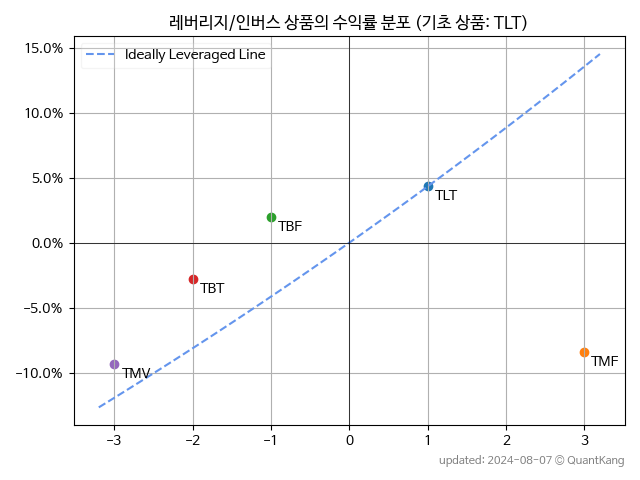 레버리지/인버스 상품의 수익률 분포 (기초 상품: TLT)
Ideally Leveraged Line
15.0%
10.0%
5.0%
0.0%
−5.0%
−10.0%
TLT
TBF
TBT
TMV
TMF
−3 −2 −1 0 1 2 3
updated: 2024-08-07 © QuantKang